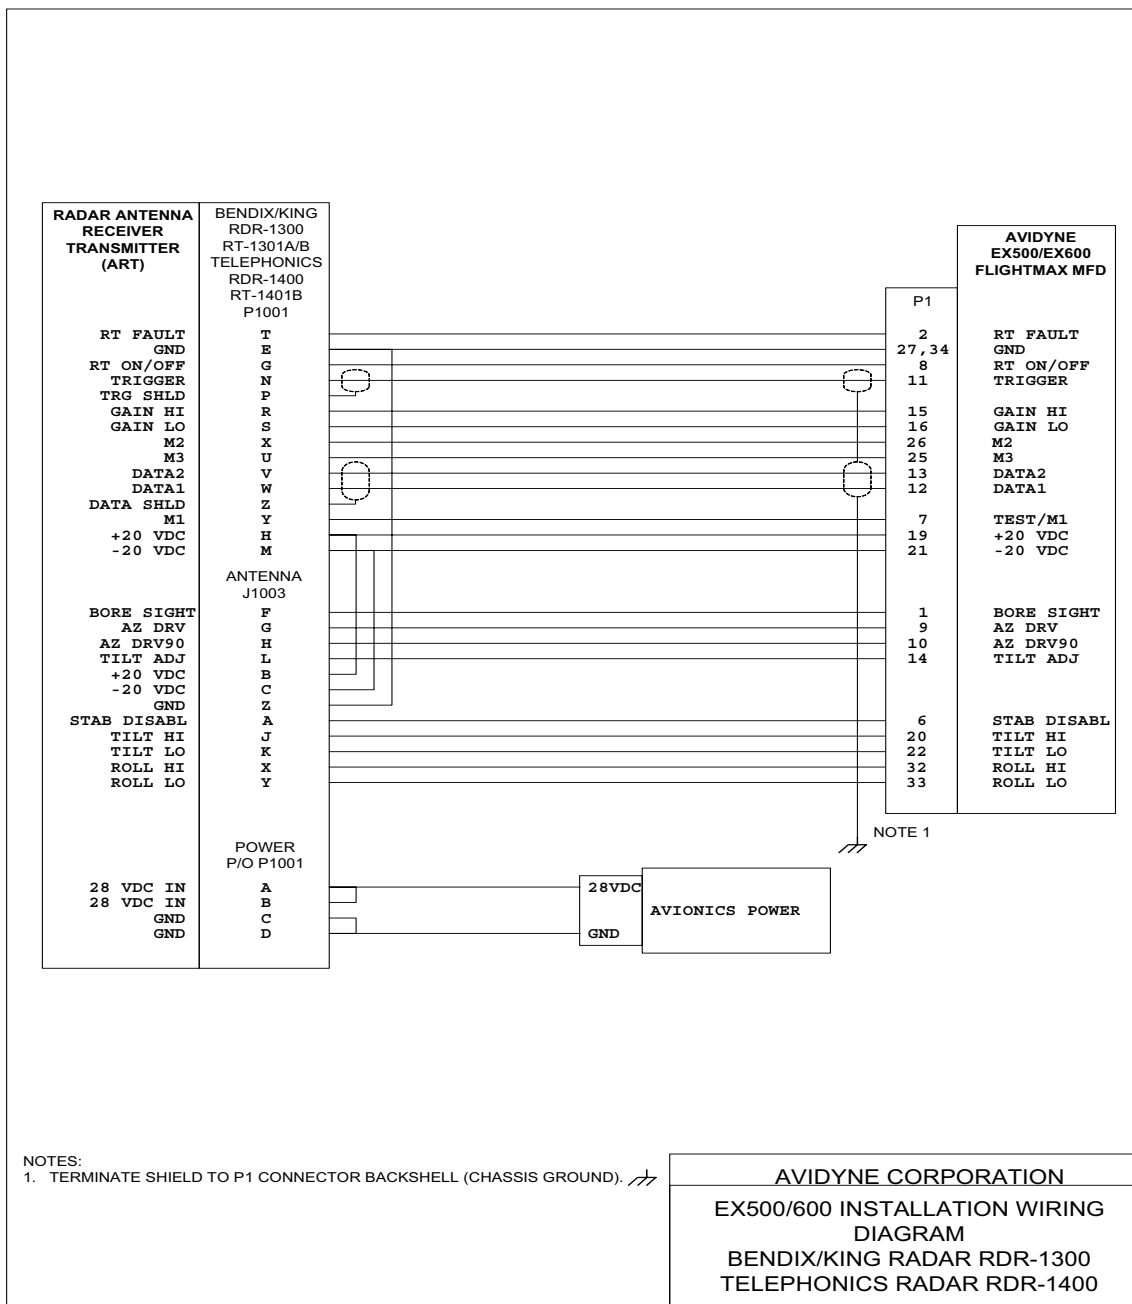 RADAR ANTENNA
RECEIVER
TRANSMITTER
(ART)
BENDIX/KING
RDR-1300
RT-1301A/B
TELEPHONICS
RDR-1400
RT-1401B
P1001
AVIDYNE
EX500/EX600
FLIGHTMAX MFD
P1
RT FAULT T 2 RT FAULT
GND E 27,34 GND
RT ON/OFF G 8 RT ON/OFF
TRIGGER N 11 TRIGGER
TRG SHLD P
GAIN HI R 15 GAIN HI
GAIN LO S 16 GAIN LO
M2 X 26 M2
M3 U 25 M3
DATA2 V 13 DATA2
DATA1 W 12 DATA1
DATA SHLD Z
M1 Y 7 TEST/M1
+20 VDC H 19 +20 VDC
-20 VDC M 21 -20 VDC
ANTENNA
J1003
BORE SIGHT F 1 BORE SIGHT
AZ DRV G 9 AZ DRV
AZ DRV90 H 10 AZ DRV90
TILT ADJ L 14 TILT ADJ
+20 VDC B
-20 VDC C
GND Z
STAB DISABL A 6 STAB DISABL
TILT HI J 20 TILT HI
TILT LO K 22 TILT LO
ROLL HI X 32 ROLL HI
ROLL LO Y 33 ROLL LO
NOTE 1
POWER
P/O P1001
28 VDC IN A 28VDC
28 VDC IN B
AVIONICS POWER
GND C
GND D GND
NOTES:
1. TERMINATE SHIELD TO P1 CONNECTOR BACKSHELL (CHASSIS GROUND).
AVIDYNE CORPORATION
EX500/600 INSTALLATION WIRING
DIAGRAM
BENDIX/KING RADAR RDR-1300
TELEPHONICS RADAR RDR-1400